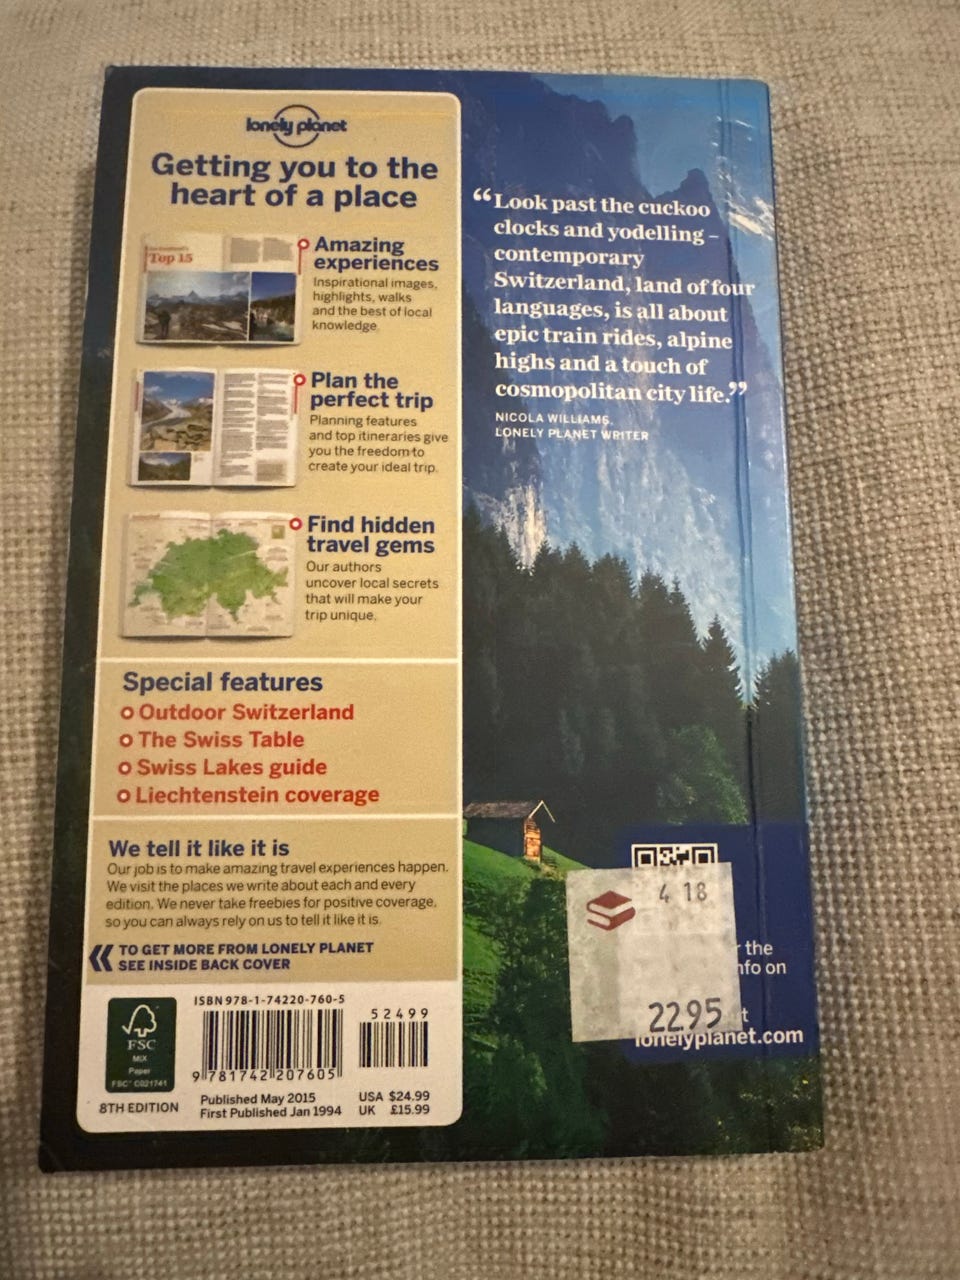 lonely planet
Getting you to the
heart of a place
Top 15
Amazing
experiences
Inspirational images,
highlights, walks
and the best of local
knowledge.
Plan the
perfect trip
Planning features
and top itineraries give
you the freedom to
create your ideal trip.
Find hidden
travel gems
Our authors
uncover local secrets
that will make your
trip unique.
Special features
Outdoor Switzerland
The Swiss Table
Swiss Lakes guide
Liechtenstein coverage
We tell it like it is
Our job is to make amazing travel experiences happen.
We visit the places we write about each and every
edition. We never take freebies for positive coverage,
so you can always rely on us to tell it like it is.
TO GET MORE FROM LONELY PLANET
SEE INSIDE BACK COVER
FSC
MIX
Paper
FSC® C021741
8TH EDITION
ISBN 978-1-74220-760-5
52499
9 781742 207605
Published May 2015
First Published Jan 1994
USA $24.99
UK £15.99
“Look past the cuckoo
clocks and yodelling –
contemporary
Switzerland, land of four
languages, is all about
epic train rides, alpine
highs and a touch of
cosmopolitan city life.”
NICOLA WILLIAMS,
LONELY PLANET WRITER
4 18
the
on
22.95
lonelyplanet.com